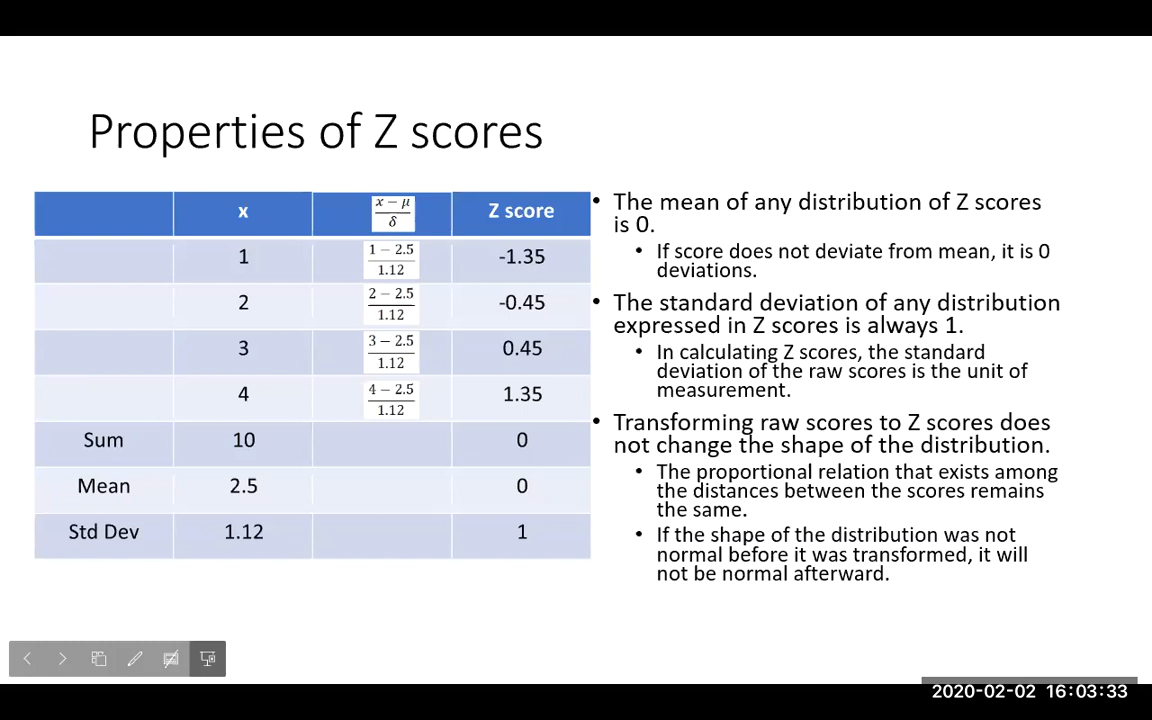 Properties of Z scores
x
x − μ
δ
Z score
1
1 − 2.5
1.12
-1.35
2
2 − 2.5
1.12
-0.45
3
3 − 2.5
1.12
0.45
4
4 − 2.5
1.12
1.35
Sum
10
0
Mean
2.5
0
Std Dev
1.12
1
• The mean of any distribution of Z scores
is 0.
• If score does not deviate from mean, it is 0
deviations.
• The standard deviation of any distribution
expressed in Z scores is always 1.
• In calculating Z scores, the standard
deviation of the raw scores is the unit of
measurement.
• Transforming raw scores to Z scores does
not change the shape of the distribution.
• The proportional relation that exists among
the distances between the scores remains
the same.
• If the shape of the distribution was not
normal before it was transformed, it will
not be normal afterward.
2020-02-02 16:03:33